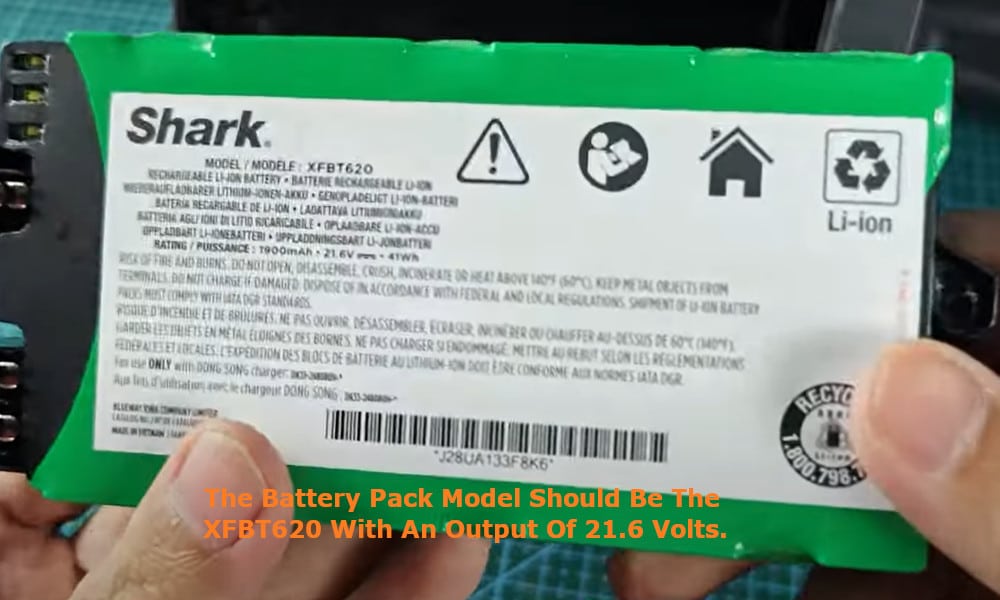 Shark®
MODEL / MODÈLE : XFBT620
RECHARGEABLE LI-ION BATTERY • BATTERIE RECHARGEABLE LI-ION
WIEDERAUFLADBARER LITHIUM-IONEN-AKKU • GENOPLADELIGT LI-ION-BATTERI
BATERÍA RECARGABLE DE LI-ION • LADATTAVA LITIUMIONIAKKU
BATTERIA AGLI IONI DI LITIO RICARICABILE • OPLAADBARE LI-ION-ACCU
UPPLADBART LI-IONEBATTERI • UPPLADDNINGSBART LI-JONBATTERI
RATING / PUISSANCE : 1900mAh • 21.6V • 41Wh
RISK OF FIRE AND BURNS. DO NOT OPEN, DISASSEMBLE, CRUSH, INCINERATE OR HEAT ABOVE 140°F (60°C). KEEP METAL OBJECTS FROM
TERMINALS. DO NOT CHARGE IF DAMAGED. DISPOSE OF IN ACCORDANCE WITH FEDERAL AND LOCAL REGULATIONS. SHIPMENT OF LI-ION BATTERY
PACKS MUST COMPLY WITH IATA DGR STANDARDS.
RISQUE D'INCENDIE ET DE BRÛLURES. NE PAS OUVRIR, DÉSASSEMBLER, ÉCRASER, INCINÉRER OU CHAUFFER AU-DESSUS DE 60°C (140°F).
GARDER LES OBJETS EN MÉTAL ÉLOIGNÉS DES BORNES. NE PAS CHARGER SI ENDOMMAGÉ. METTRE AU REBUT SELON LES RÉGLEMENTATIONS
FÉDÉRALES ET LOCALES. L'EXPÉDITION DES BLOCS DE BATTERIE AU LITHIUM-ION DOIT ÊTRE CONFORME AUX NORMES IATA DGR.
For use ONLY with DONG SONG charger:
Aux fins d'utilisation avec le chargeur DONG SONG :
MADE IN VIETNAM
*J28UA133F8K6*
Li-ion
RECYC
1.800.798.
The Battery Pack Model Should Be The
XFBT620 With An Output Of 21.6 Volts.